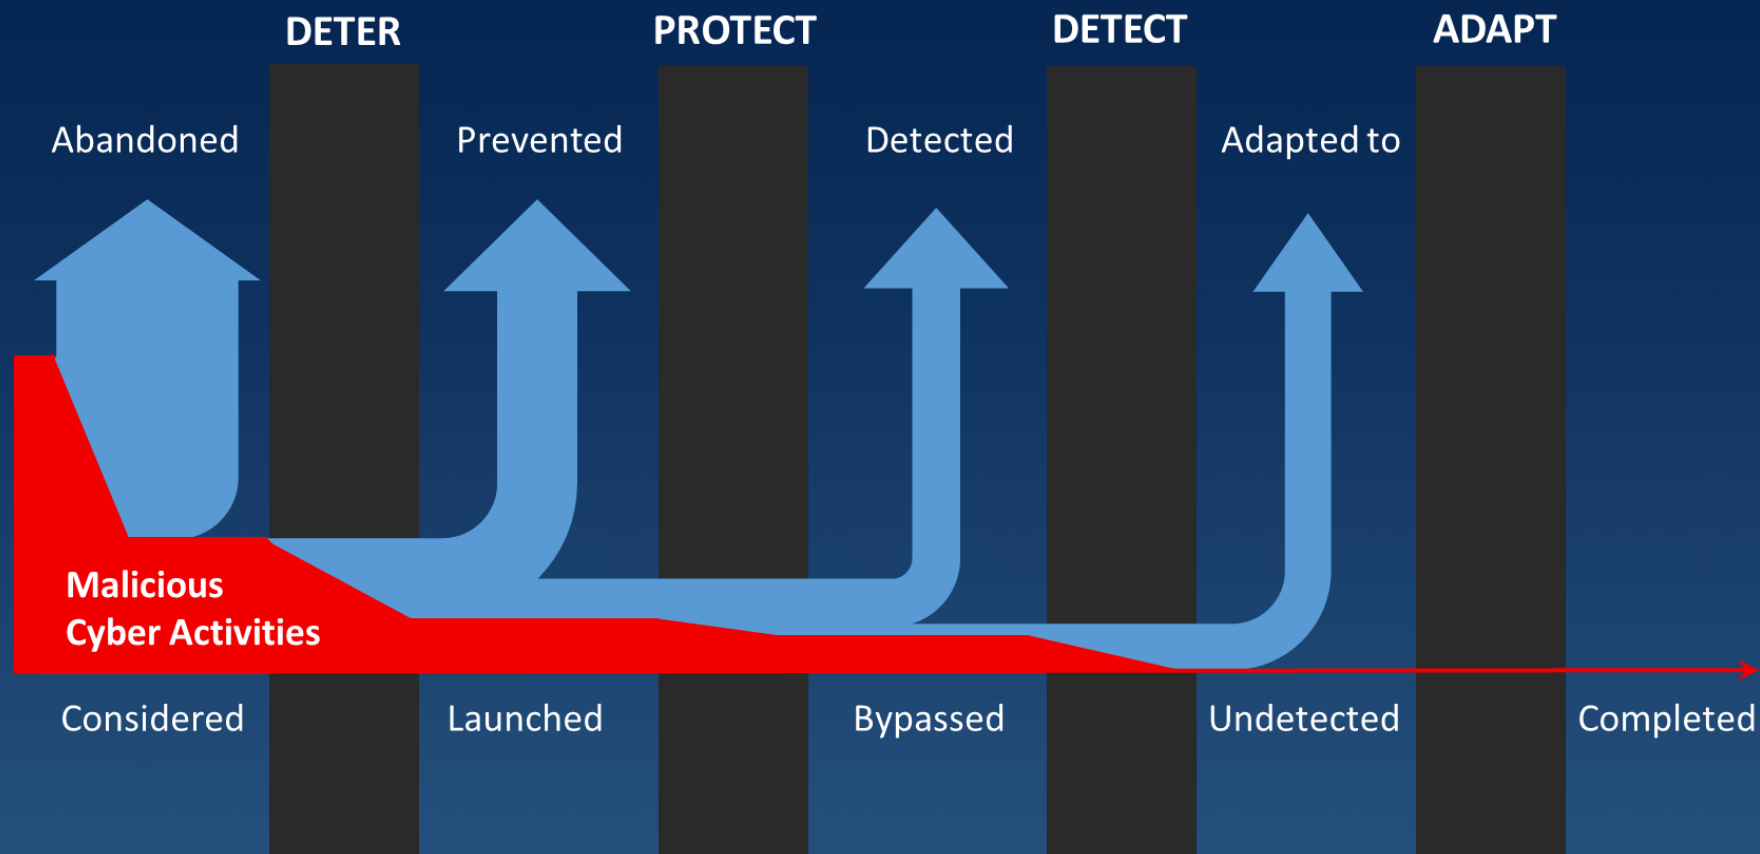 DETER
PROTECT
DETECT
ADAPT
Abandoned
Prevented
Detected
Adapted to
Malicious
Cyber Activities
Considered
Launched
Bypassed
Undetected
Completed